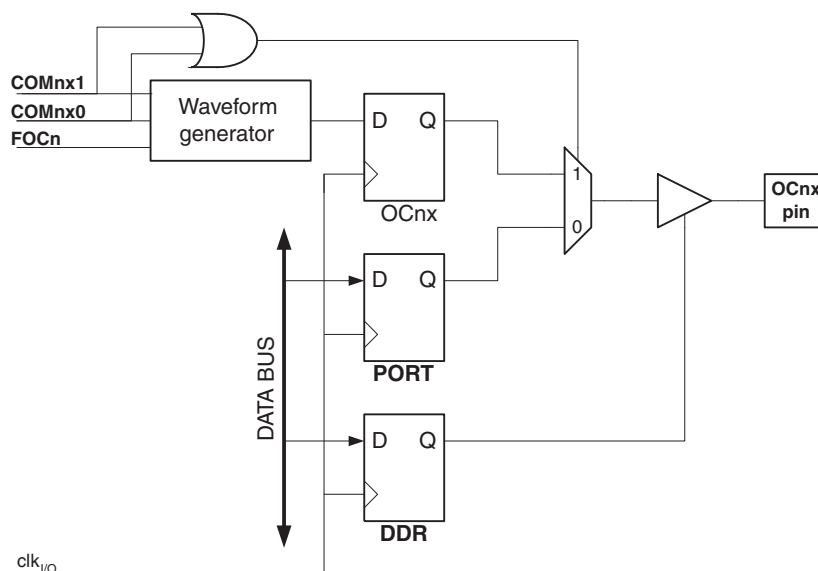 COMnx1
COMnx0
FOCn
Waveform
generator
D Q
OCnx
1
0
OCnx
pin
D Q
PORT
DATA BUS
D Q
DDR
clkI/O